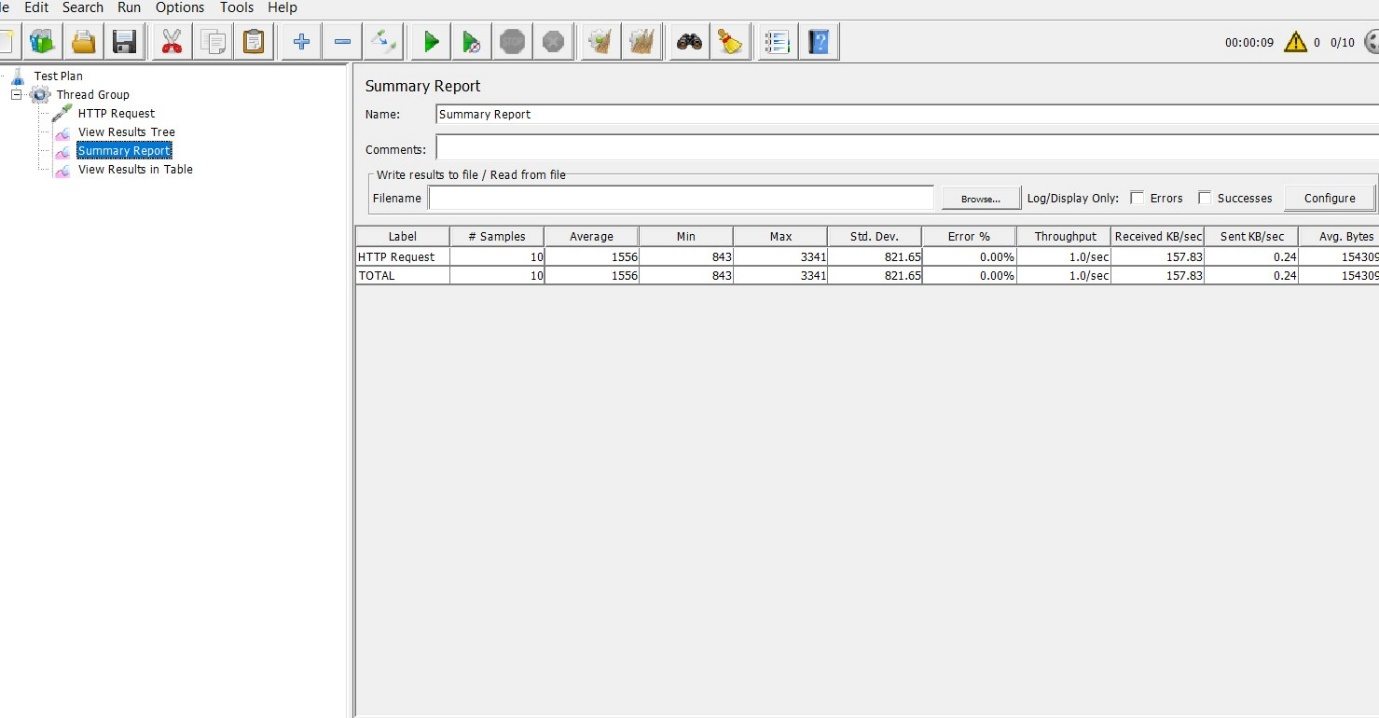 le Edit Search Run Options Tools Help
00:00:09 0 0/10
Test Plan
Thread Group
HTTP Request
View Results Tree
Summary Report
View Results in Table
Summary Report
Name: Summary Report
Comments:
Write results to file / Read from file
Filename Browse... Log/Display Only: Errors Successes Configure
Label # Samples Average Min Max Std. Dev. Error % Throughput Received KB/sec Sent KB/sec Avg. Bytes
HTTP Request 10 1556 843 3341 821.65 0.00% 1.0/sec 157.83 0.24 154309
TOTAL 10 1556 843 3341 821.65 0.00% 1.0/sec 157.83 0.24 154309